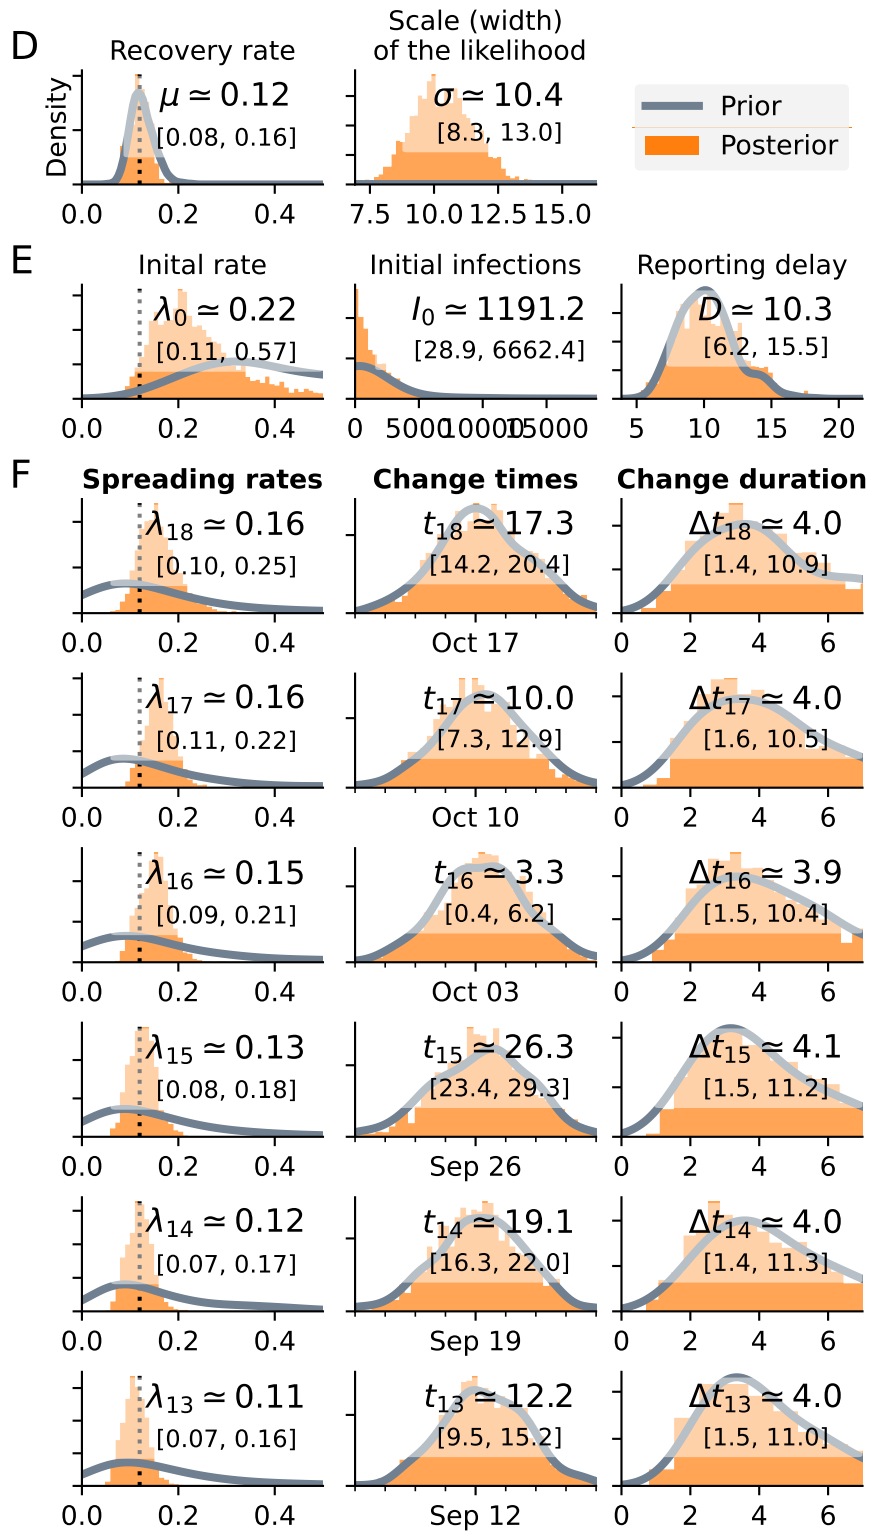 D
Recovery rate
Scale (width)
of the likelihood
Density
μ ≃ 0.12
[0.08, 0.16]
σ ≃ 10.4
[8.3, 13.0]
Prior
Posterior
0.0 0.2 0.4
7.5 10.0 12.5 15.0
E
Inital rate
Initial infections
Reporting delay
λ0 ≃ 0.22
[0.11, 0.57]
I0 ≃ 1191.2
[28.9, 6662.4]
D ≃ 10.3
[6.2, 15.5]
0.0 0.2 0.4
0 5000 10000 15000
5 10 15 20
F
Spreading rates
Change times
Change duration
λ18 ≃ 0.16
[0.10, 0.25]
t18 ≃ 17.3
[14.2, 20.4]
Δt18 ≃ 4.0
[1.4, 10.9]
0.0 0.2 0.4
Oct 17
0 2 4 6
λ17 ≃ 0.16
[0.11, 0.22]
t17 ≃ 10.0
[7.3, 12.9]
Δt17 ≃ 4.0
[1.6, 10.5]
0.0 0.2 0.4
Oct 10
0 2 4 6
λ16 ≃ 0.15
[0.09, 0.21]
t16 ≃ 3.3
[0.4, 6.2]
Δt16 ≃ 3.9
[1.5, 10.4]
0.0 0.2 0.4
Oct 03
0 2 4 6
λ15 ≃ 0.13
[0.08, 0.18]
t15 ≃ 26.3
[23.4, 29.3]
Δt15 ≃ 4.1
[1.5, 11.2]
0.0 0.2 0.4
Sep 26
0 2 4 6
λ14 ≃ 0.12
[0.07, 0.17]
t14 ≃ 19.1
[16.3, 22.0]
Δt14 ≃ 4.0
[1.4, 11.3]
0.0 0.2 0.4
Sep 19
0 2 4 6
λ13 ≃ 0.11
[0.07, 0.16]
t13 ≃ 12.2
[9.5, 15.2]
Δt13 ≃ 4.0
[1.5, 11.0]
0.0 0.2 0.4
Sep 12
0 2 4 6